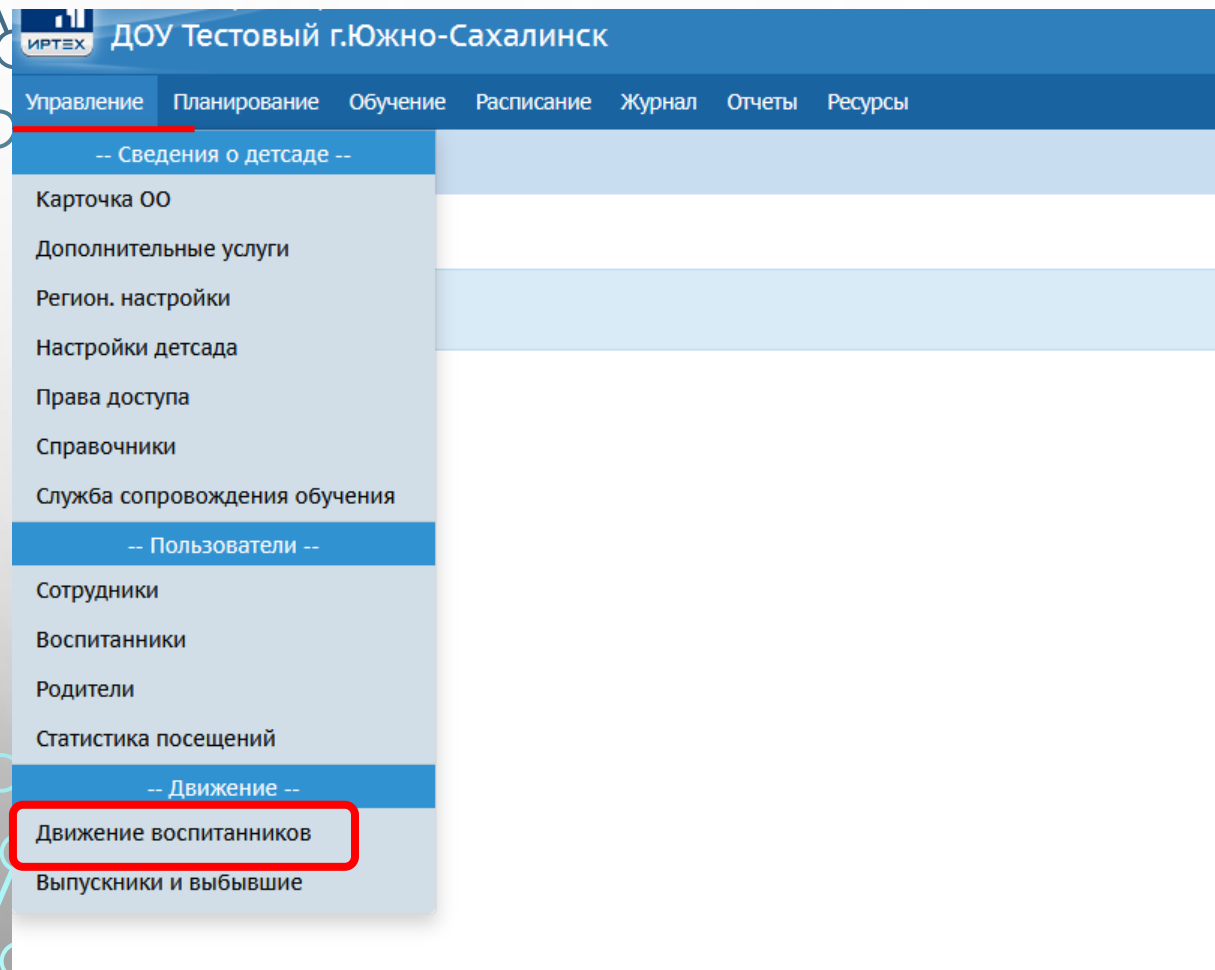 ИРТЕХ
ДОУ Тестовый г.Южно-Сахалинск
Управление Планирование Обучение Расписание Журнал Отчеты Ресурсы
-- Сведения о детсаде --
Карточка ОО
Дополнительные услуги
Регион. настройки
Настройки детсада
Права доступа
Справочники
Служба сопровождения обучения
-- Пользователи --
Сотрудники
Воспитанники
Родители
Статистика посещений
-- Движение --
Движение воспитанников
Выпускники и выбывшие